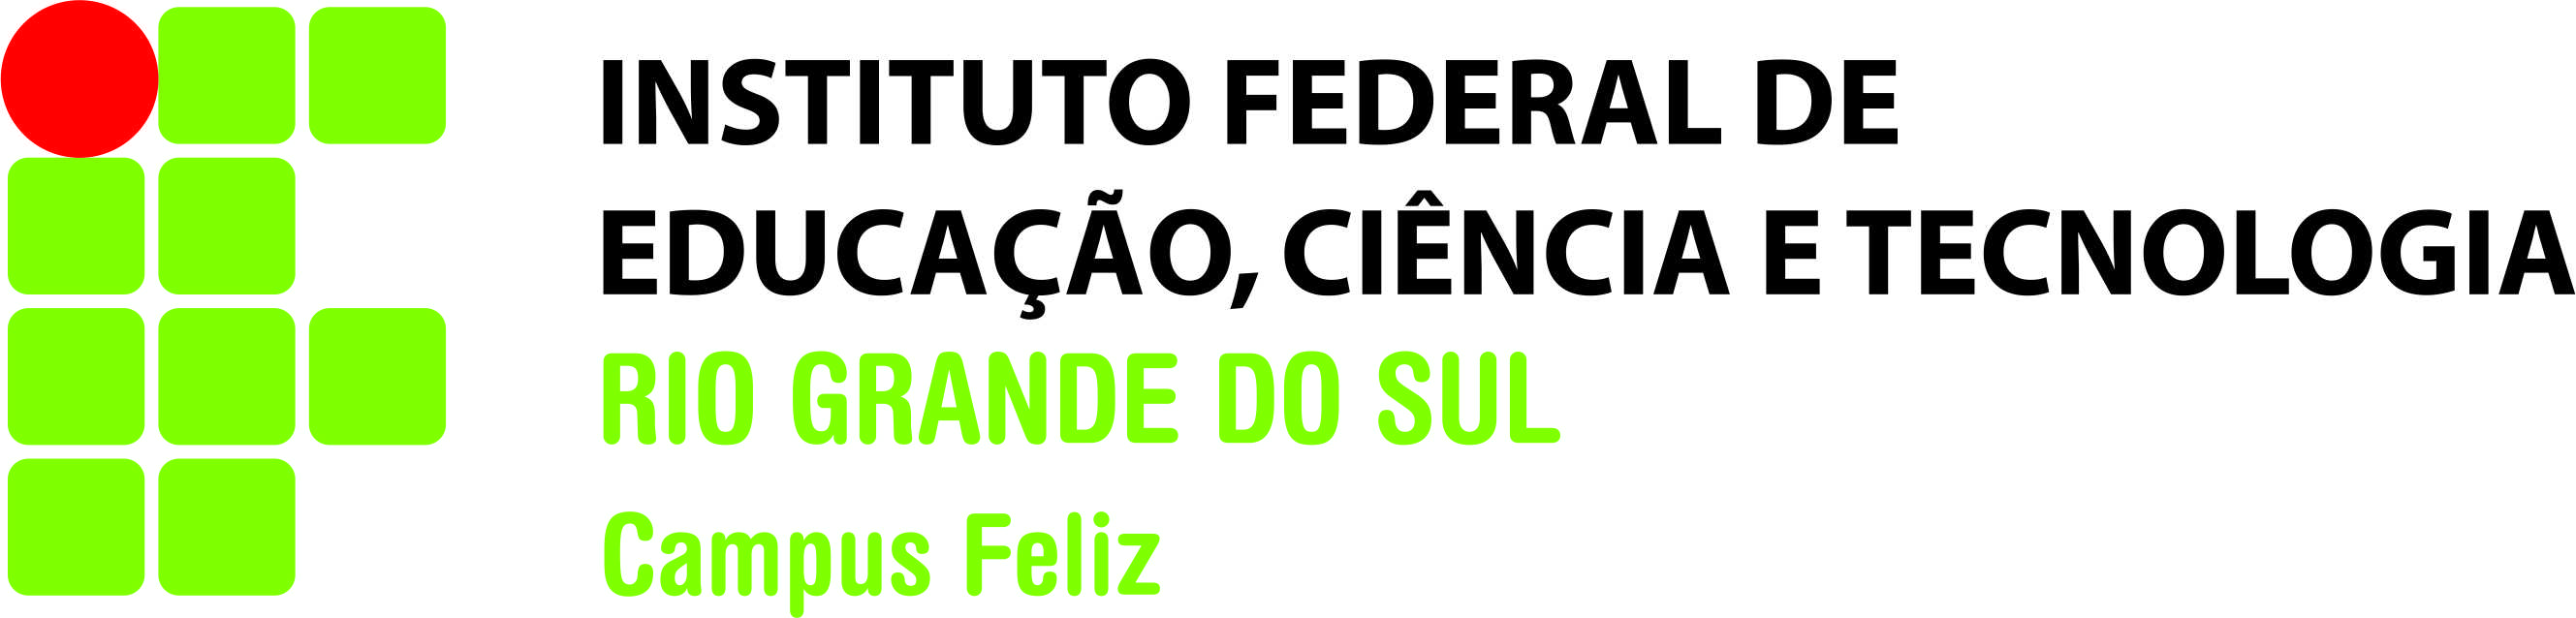 INSTITUTO FEDERAL DE
EDUCAÇÃO, CIÊNCIA E TECNOLOGIA
RIO GRANDE DO SUL
Campus Feliz